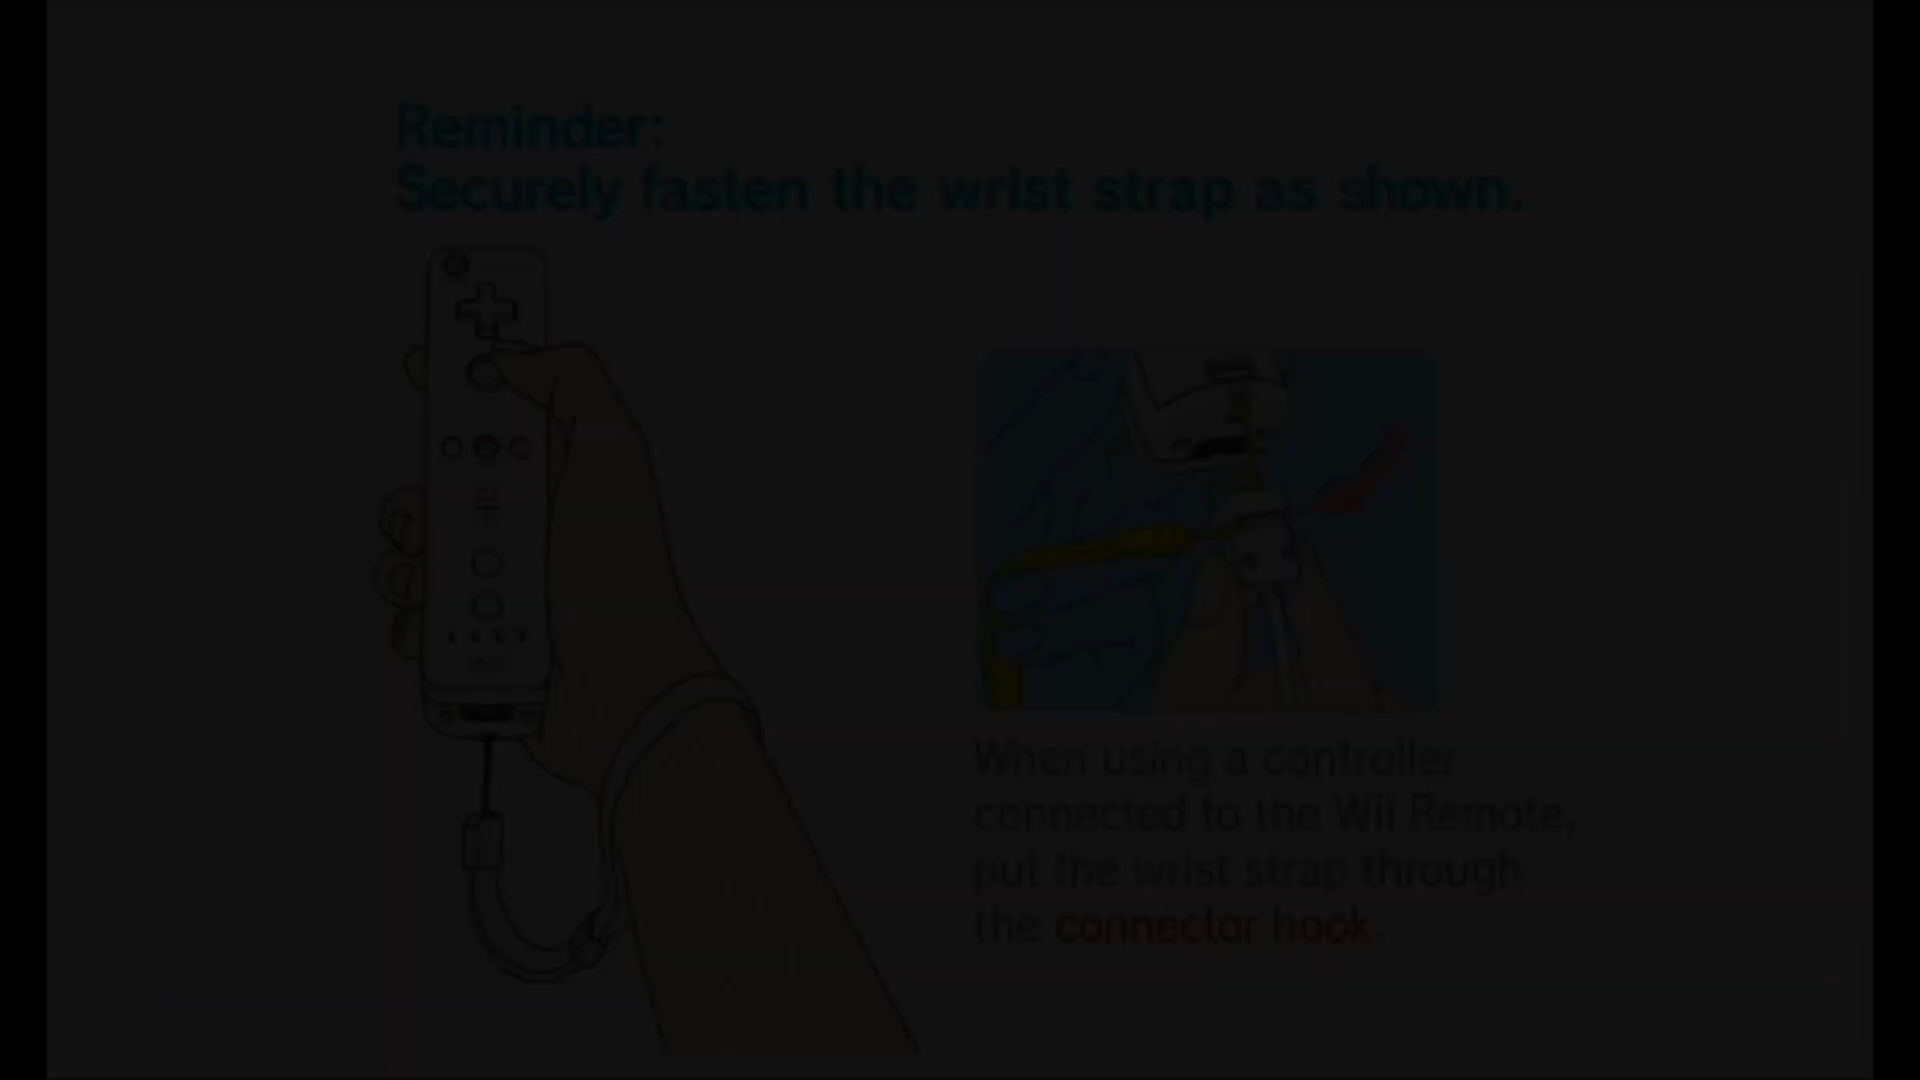 Reminder:
Securely fasten the wrist strap as shown.
When using a controller
connected to the Wii Remote,
put the wrist strap through
the connector hook.